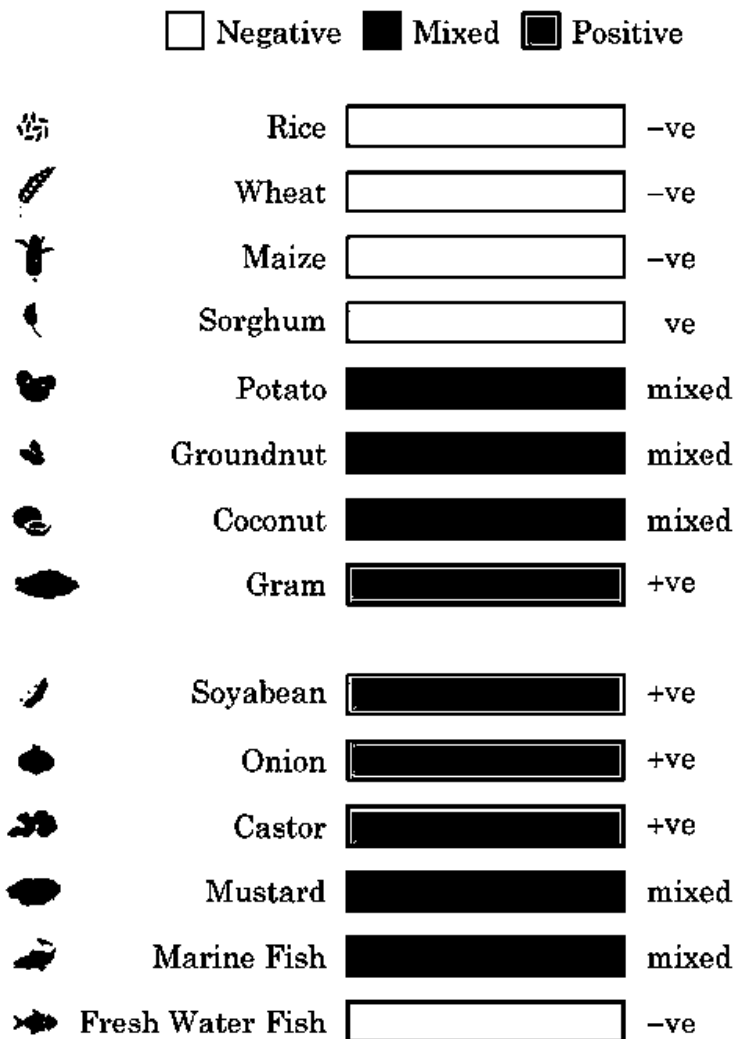 Negative Mixed Positive
Rice –ve
Wheat –ve
Maize –ve
Sorghum ve
Potato mixed
Groundnut mixed
Coconut mixed
Gram +ve
Soyabean +ve
Onion +ve
Castor +ve
Mustard mixed
Marine Fish mixed
Fresh Water Fish –ve